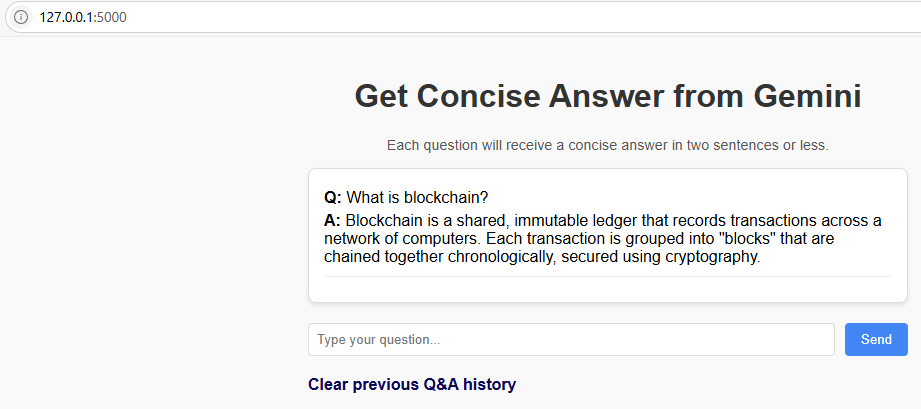 127.0.0.1:5000
Get Concise Answer from Gemini
Each question will receive a concise answer in two sentences or less.
Q: What is blockchain?
A: Blockchain is a shared, immutable ledger that records transactions across a
network of computers. Each transaction is grouped into "blocks" that are
chained together chronologically, secured using cryptography.
Type your question...
Send
Clear previous Q&A history